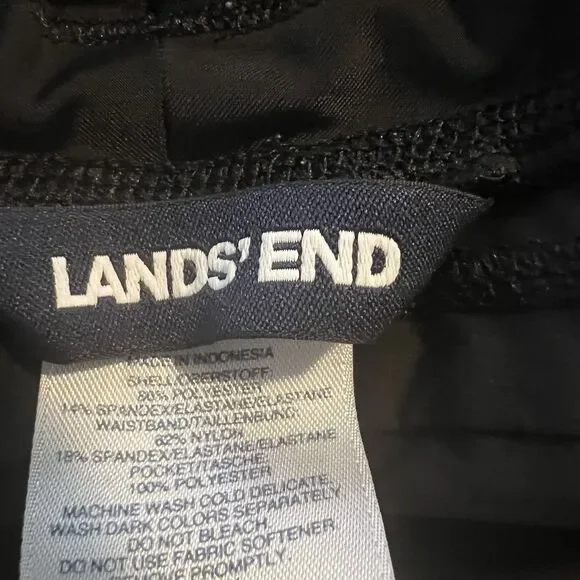 LANDS' END
MADE IN INDONESIA
SHELL/OBERSTOFF:
86% POLYESTER
14% SPANDEX/ELASTANE/ELASTANE
WAISTBAND/TAILLENBUND:
82% NYLON
18% SPANDEX/ELASTANE/ELASTANE
POCKET/TASCHE:
100% POLYESTER
MACHINE WASH COLD DELICATE.
WASH DARK COLORS SEPARATELY
DO NOT BLEACH.
DO NOT USE FABRIC SOFTENER.
REMOVE PROMPTLY.